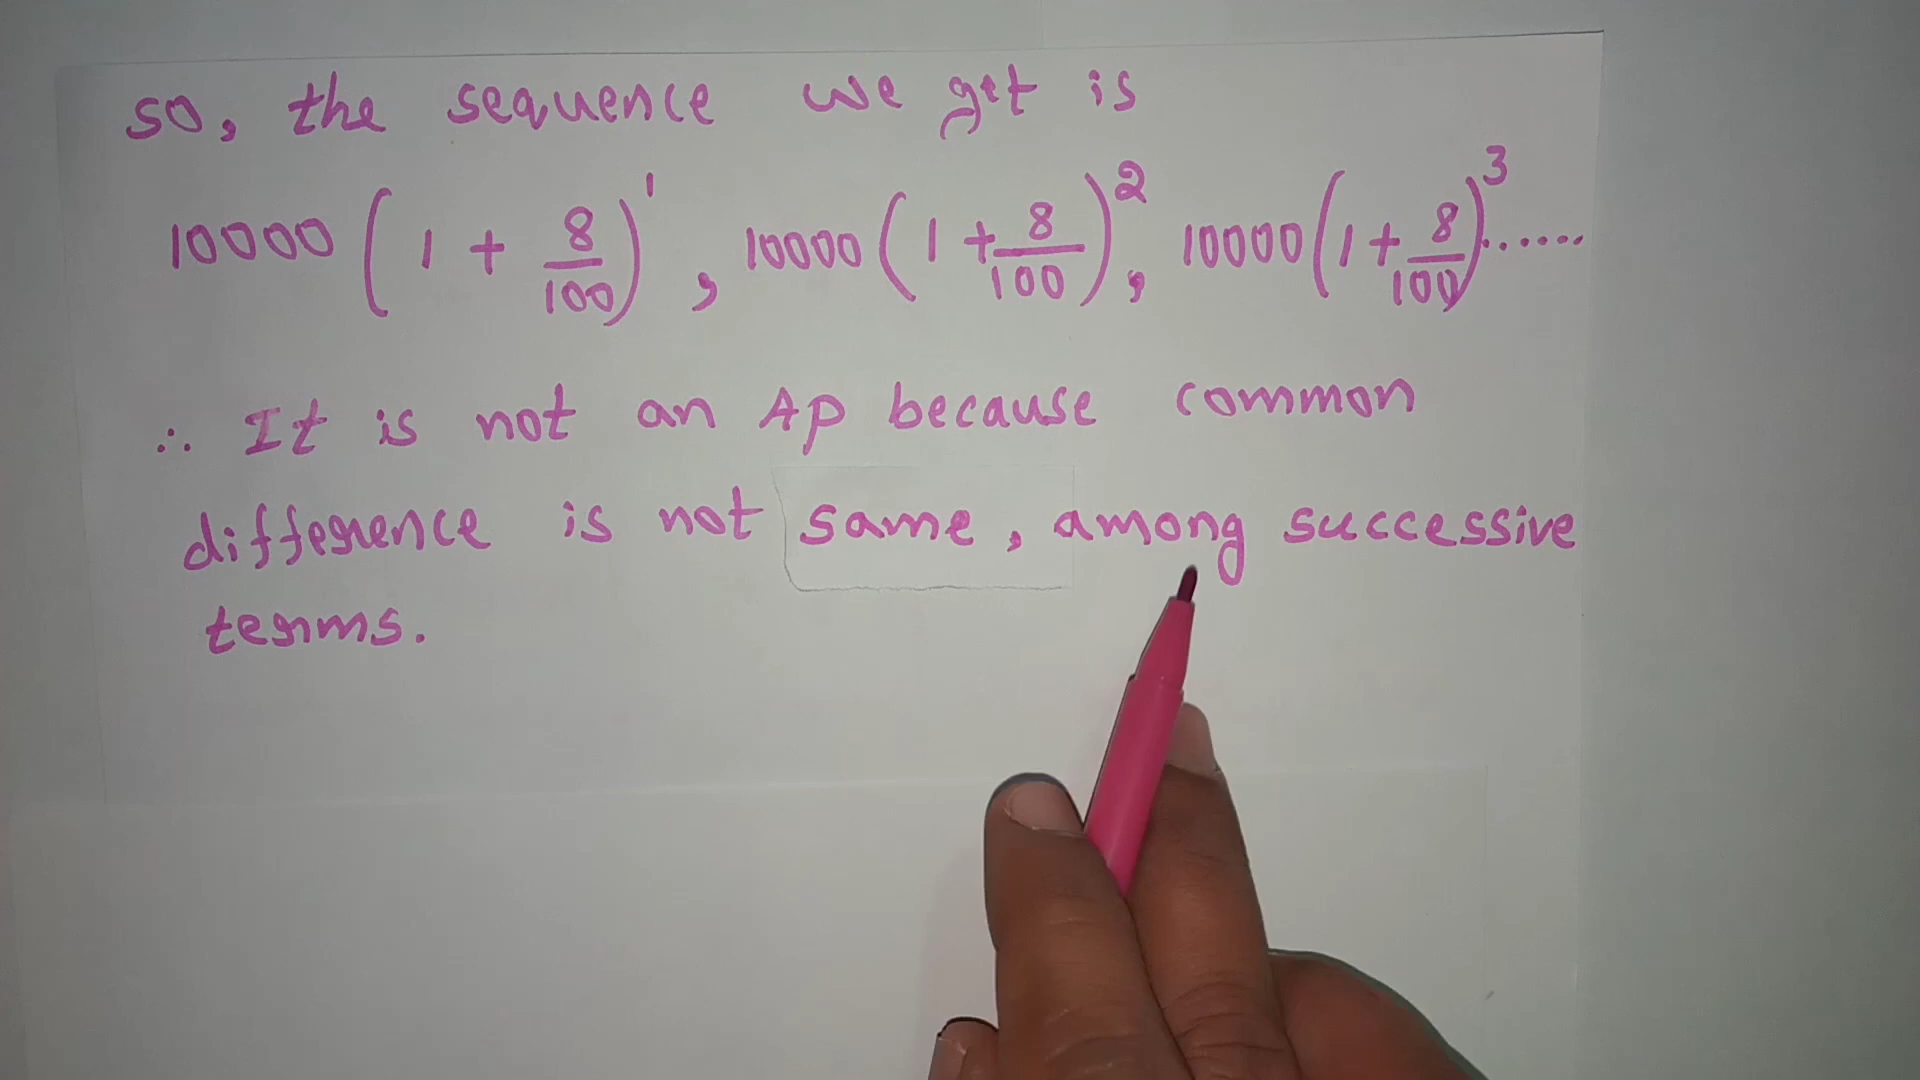 so, the sequence we get is
10000 ( 1 + 8/100 )^1 , 10000 ( 1 + 8/100 )^2 , 10000 ( 1 + 8/100 )^3 ......
∴ It is not an AP because common
difference is not same, among successive
terms.